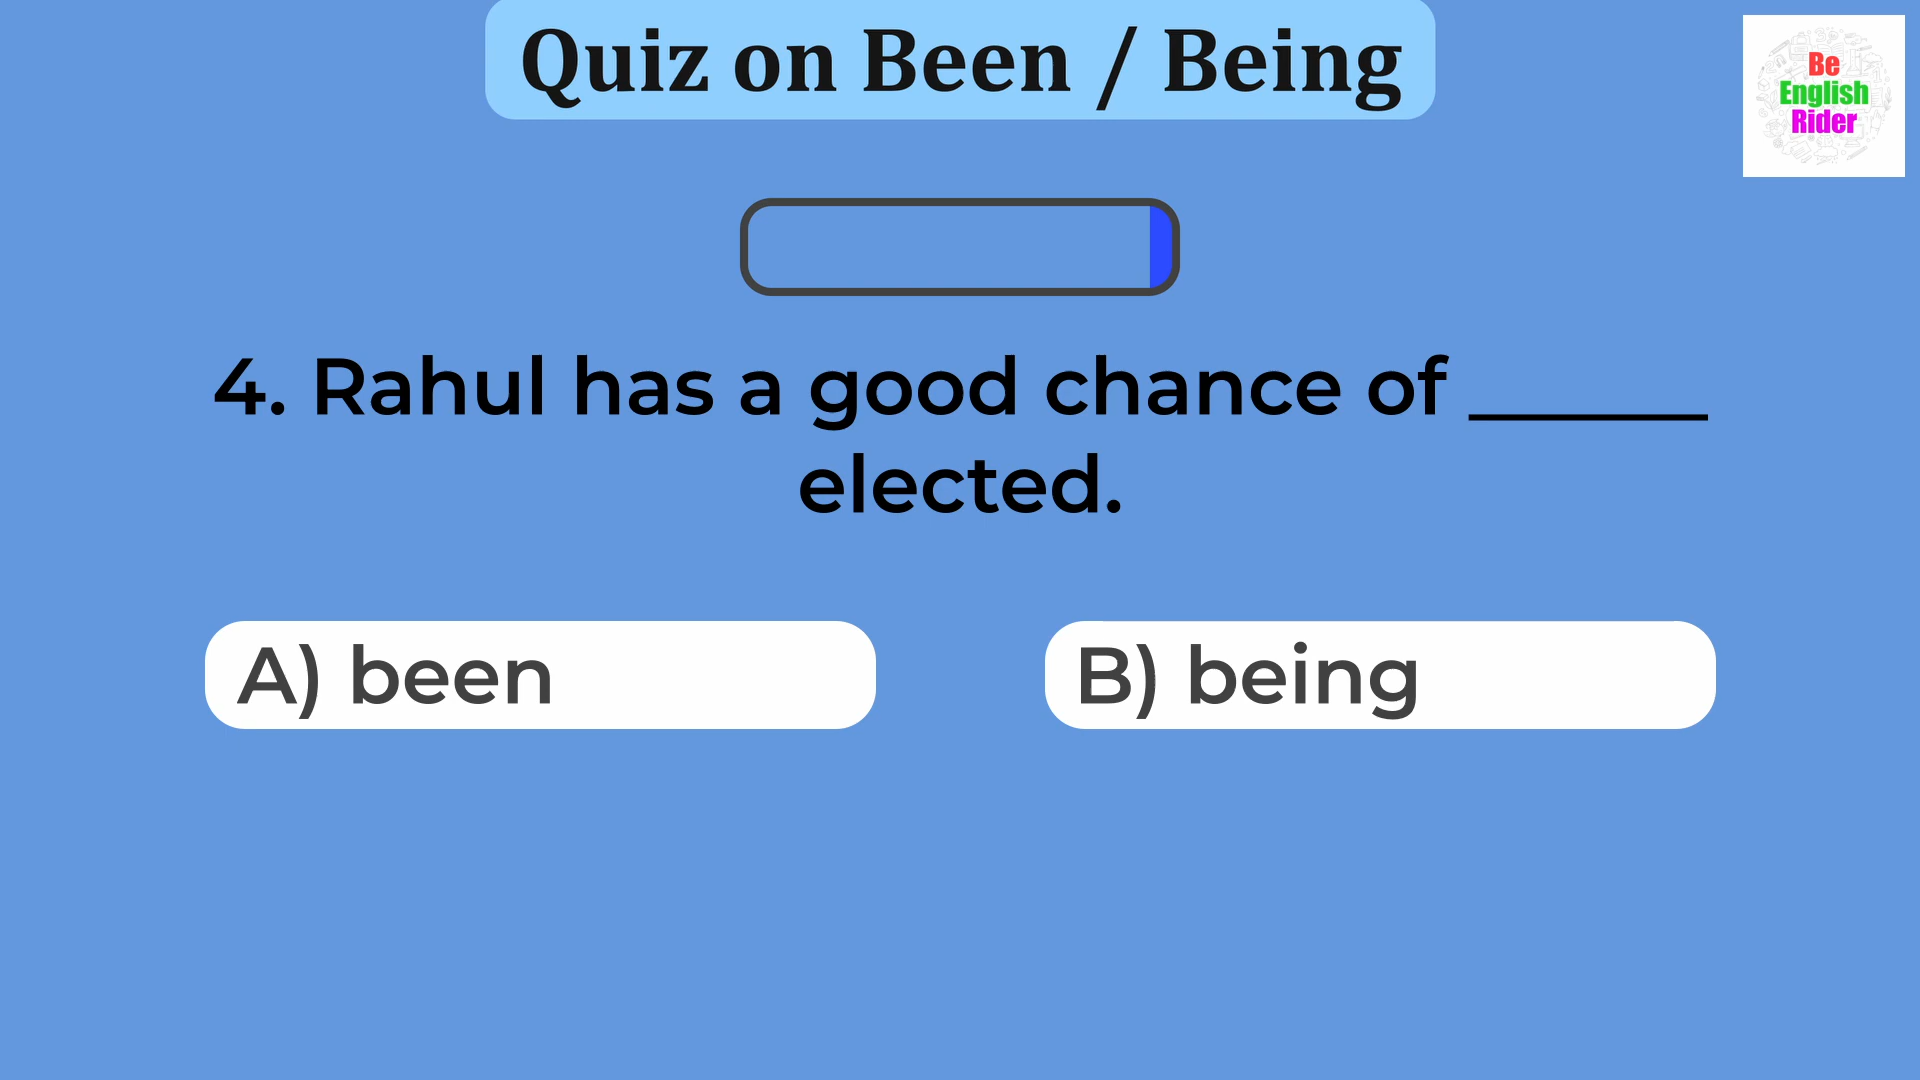 Quiz on Been / Being
Be
English
Rider
4. Rahul has a good chance of ______
elected.
A) been
B) being